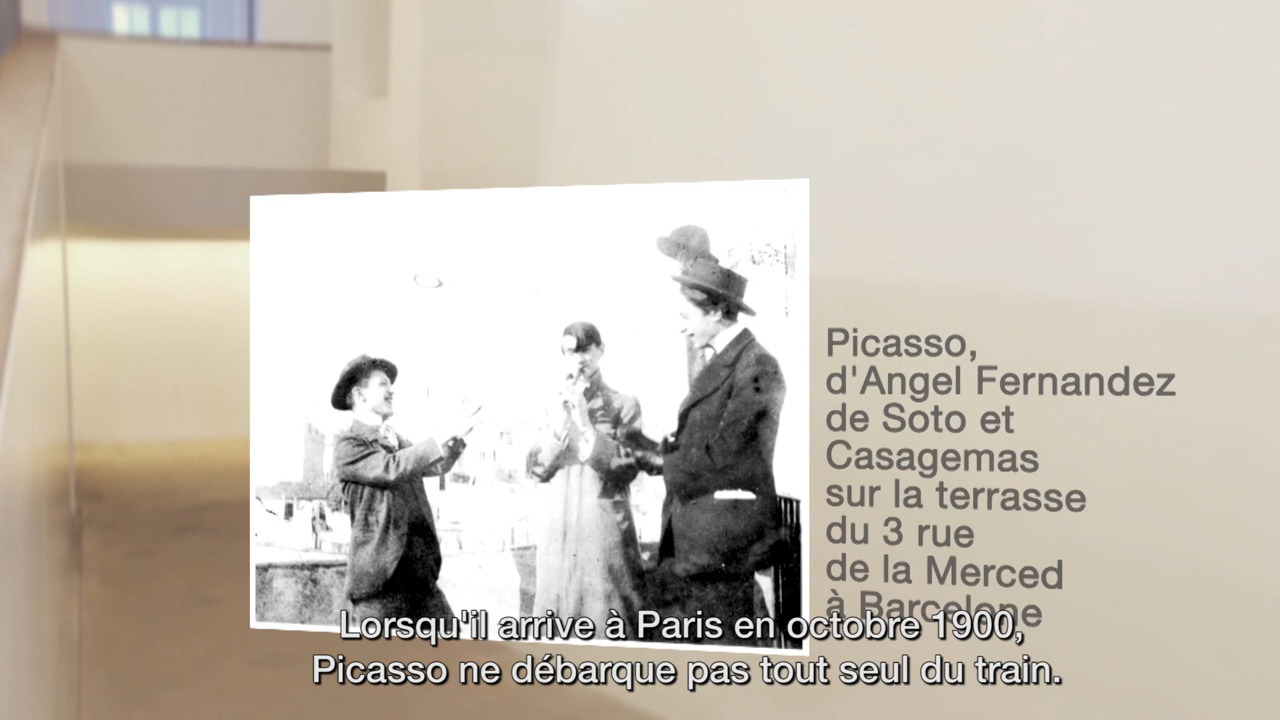 Picasso,
d'Angel Fernandez
de Soto et
Casagemas
sur la terrasse
du 3 rue
de la Merced
à Barcelone
Lorsqu'il arrive à Paris en octobre 1900,
Picasso ne débarque pas tout seul du train.